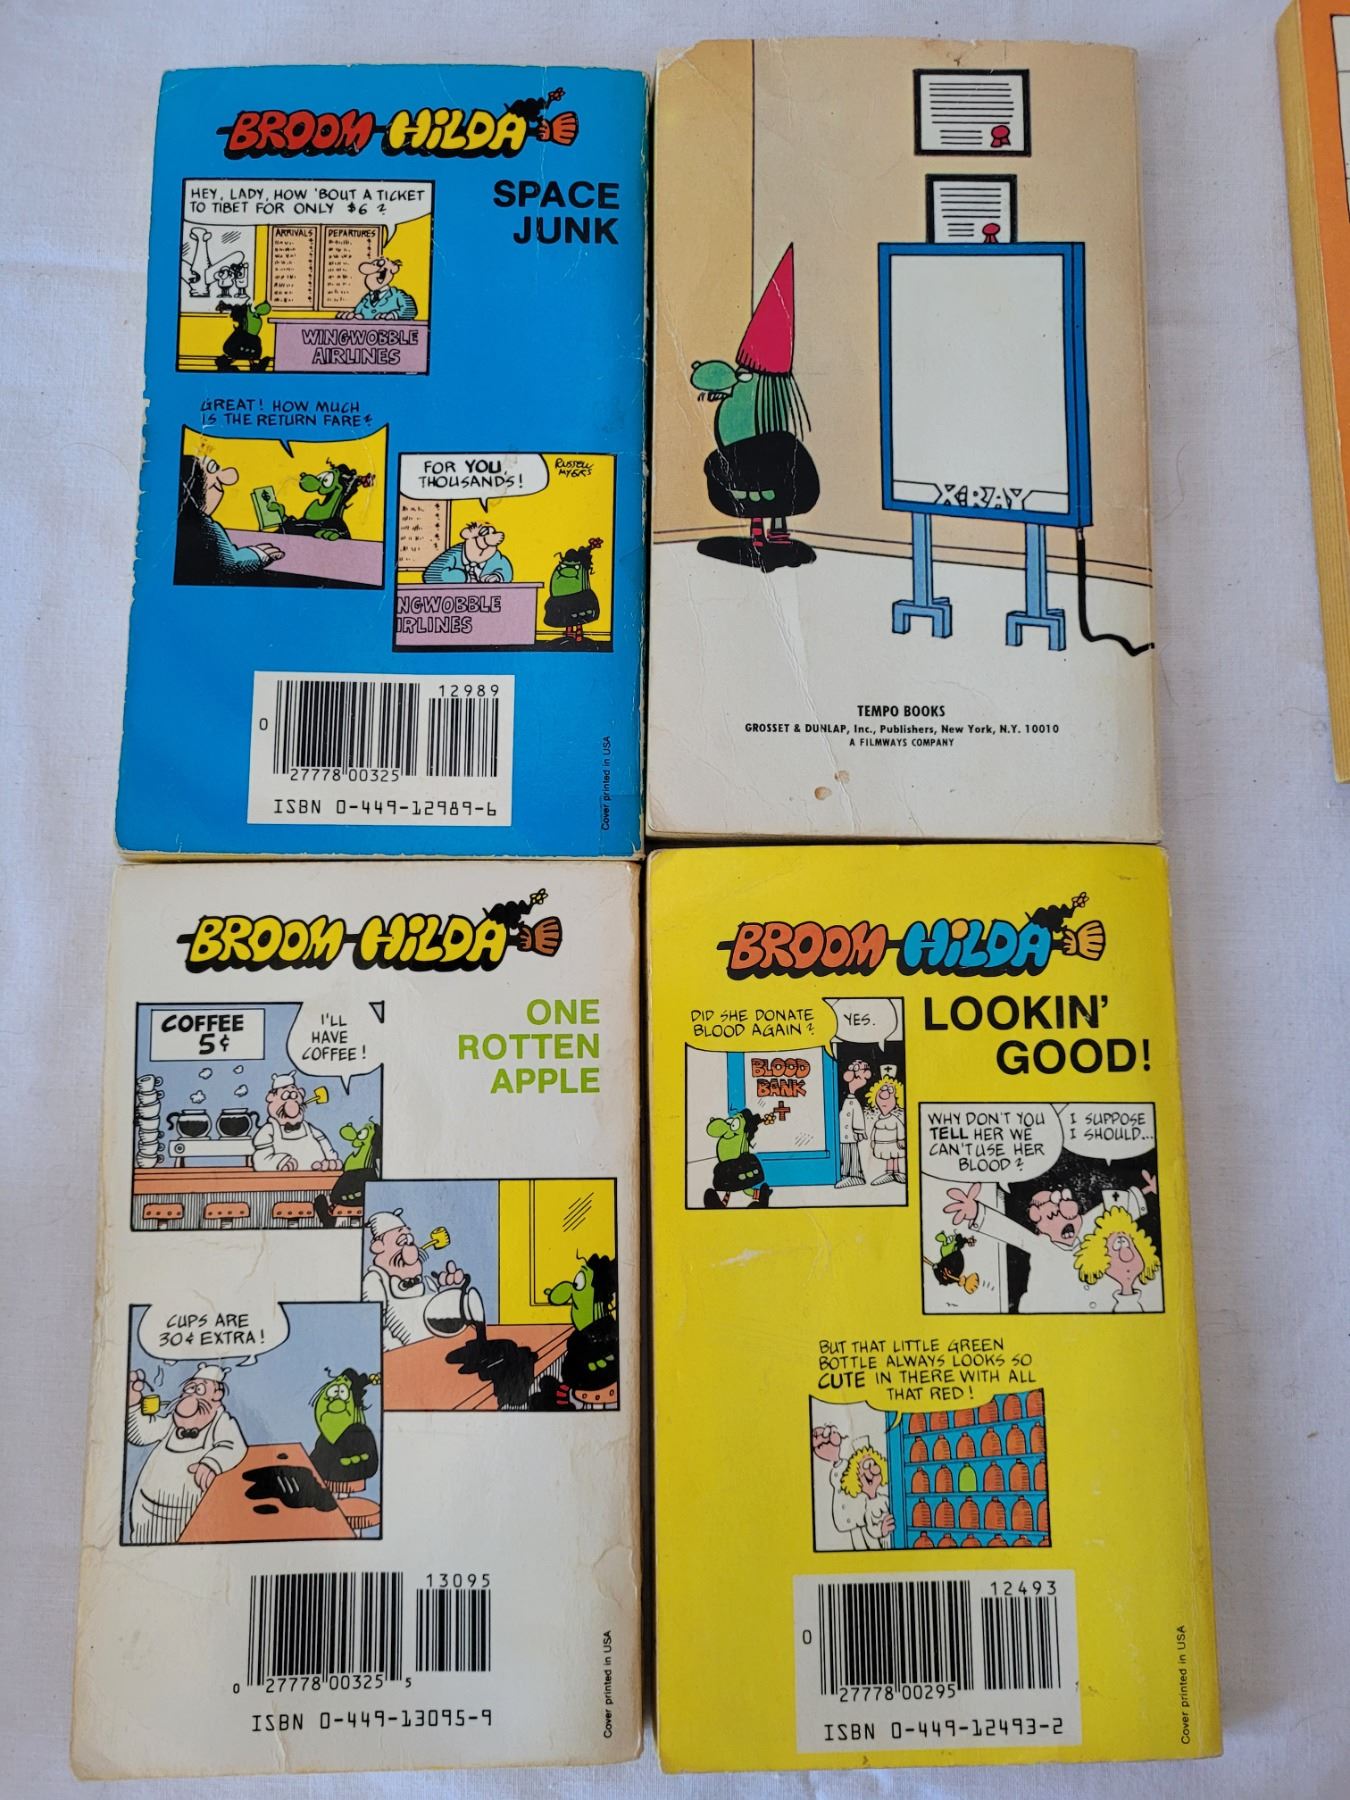 BROOM-HILDA
SPACE
JUNK
HEY, LADY, HOW 'BOUT A TICKET
TO TIBET FOR ONLY $6?
ARRIVALS
DEPARTURES
WINGWOBBLE
AIRLINES
GREAT! HOW MUCH
IS THE RETURN FARE?
FOR YOU,
THOUSANDS!
RUSSELL
MYERS
NGWOBBLE
IRLINES
12989
0
27778 00325
ISBN 0-449-12989-6
Cover printed in USA
X-RAY
TEMPO BOOKS
GROSSET & DUNLAP, Inc., Publishers, New York, N.Y. 10010
A FILMWAYS COMPANY
BROOM-HILDA
ONE
ROTTEN
APPLE
COFFEE
5¢
I'LL
HAVE
COFFEE!
CUPS ARE
30¢ EXTRA!
13095
0 27778 00325 5
ISBN 0-449-13095-9
Cover printed in USA
BROOM-HILDA
LOOKIN'
GOOD!
DID SHE DONATE
BLOOD AGAIN?
YES.
BLOOD
BANK
WHY DON'T YOU
TELL HER WE
CAN'T USE HER
BLOOD?
I SUPPOSE
I SHOULD...
BUT THAT LITTLE GREEN
BOTTLE ALWAYS LOOKS SO
CUTE IN THERE WITH ALL
THAT RED!
12493
0
27778 00295
ISBN 0-449-12493-2
Cover printed in USA